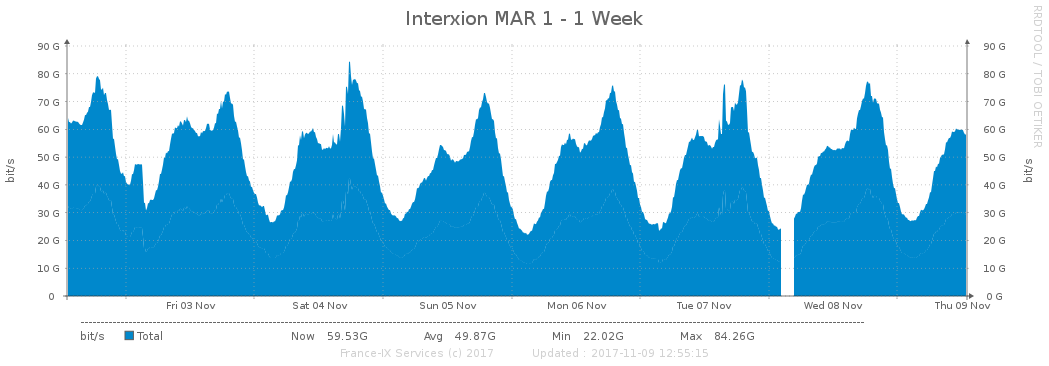 Interxion MAR 1 - 1 Week
RRDTOOL / TOBI OETIKER
90 G 90 G
80 G 80 G
70 G 70 G
60 G 60 G
50 G 50 G
40 G 40 G
30 G 30 G
20 G 20 G
10 G 10 G
0 0 G
bit/s bit/s
Fri 03 Nov Sat 04 Nov Sun 05 Nov Mon 06 Nov Tue 07 Nov Wed 08 Nov Thu 09 Nov
bit/s Total Now 59.53G Avg 49.87G Min 22.02G Max 84.26G
France-IX Services (c) 2017 Updated : 2017-11-09 12:55:15